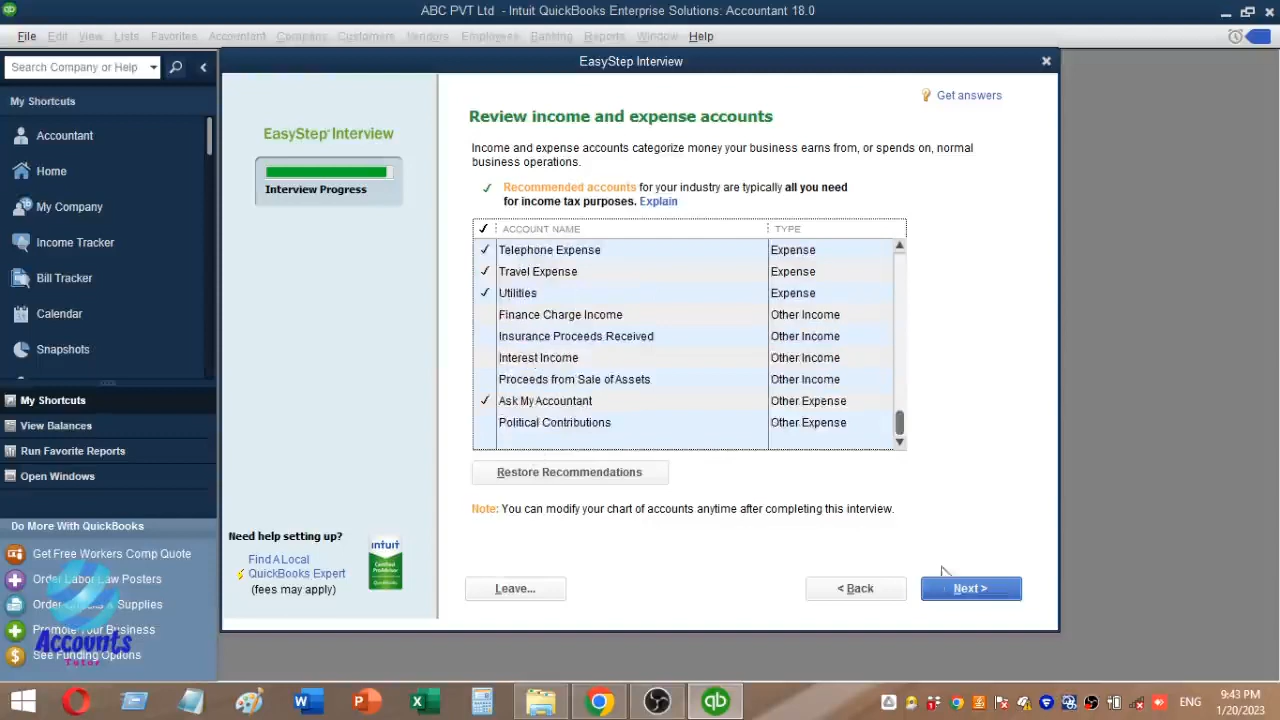 ABC PVT Ltd - Intuit QuickBooks Enterprise Solutions: Accountant 18.0
File Edit View Lists Favorites Accountant Company Customers Vendors Employees Banking Reports Window Help
Search Company or Help
My Shortcuts
Accountant
Home
My Company
Income Tracker
Bill Tracker
Calendar
Snapshots
My Shortcuts
View Balances
Run Favorite Reports
Open Windows
Do More With QuickBooks
Get Free Workers Comp Quote
Order Labor Law Posters
Order Checks & Supplies
Promote Your Business
See Funding Options
Accounts
Tutor
EasyStep Interview
EasyStep Interview
Interview Progress
Need help setting up?
Find A Local
QuickBooks Expert
(fees may apply)
intuit
Certified
ProAdvisor
Get answers
Review income and expense accounts
Income and expense accounts categorize money your business earns from, or spends on, normal
business operations.
Recommended accounts for your industry are typically all you need
for income tax purposes. Explain
ACCOUNT NAME TYPE
Telephone Expense Expense
Travel Expense Expense
Utilities Expense
Finance Charge Income Other Income
Insurance Proceeds Received Other Income
Interest Income Other Income
Proceeds from Sale of Assets Other Income
Ask My Accountant Other Expense
Political Contributions Other Expense
Restore Recommendations
Note: You can modify your chart of accounts anytime after completing this interview.
Leave... < Back Next >
ENG
9:43 PM
1/20/2023